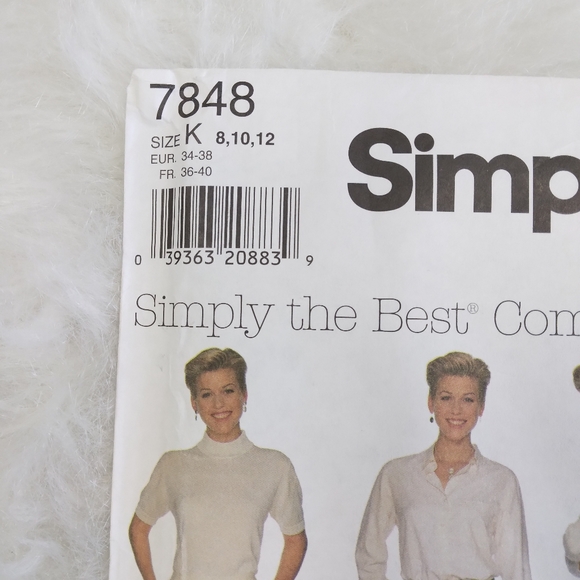 7848
SIZE K 8,10,12
EUR. 34-38
FR. 36-40
0 39363 20883 9
Simp
Simply the Best® Com